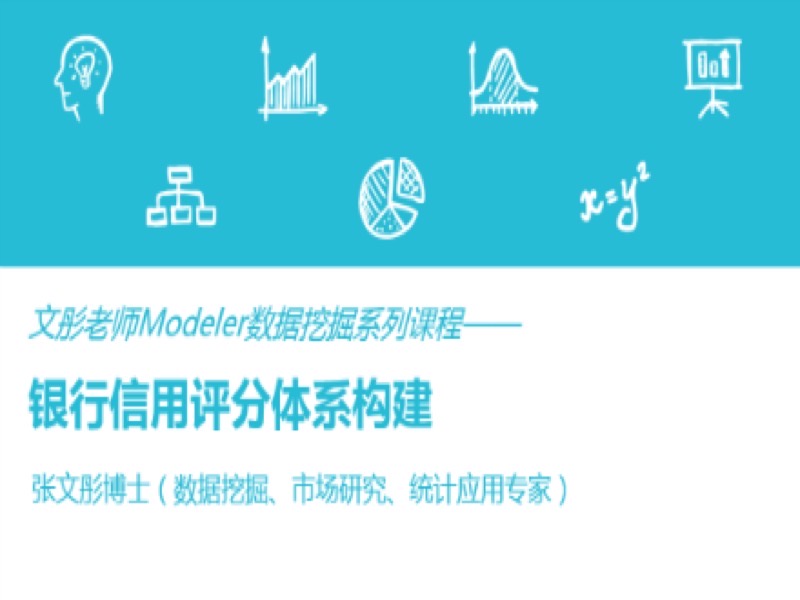 x=y²
文彤老师Modeler数据挖掘系列课程——
银行信用评分体系构建
张文彤博士（数据挖掘、市场研究、统计应用专家）